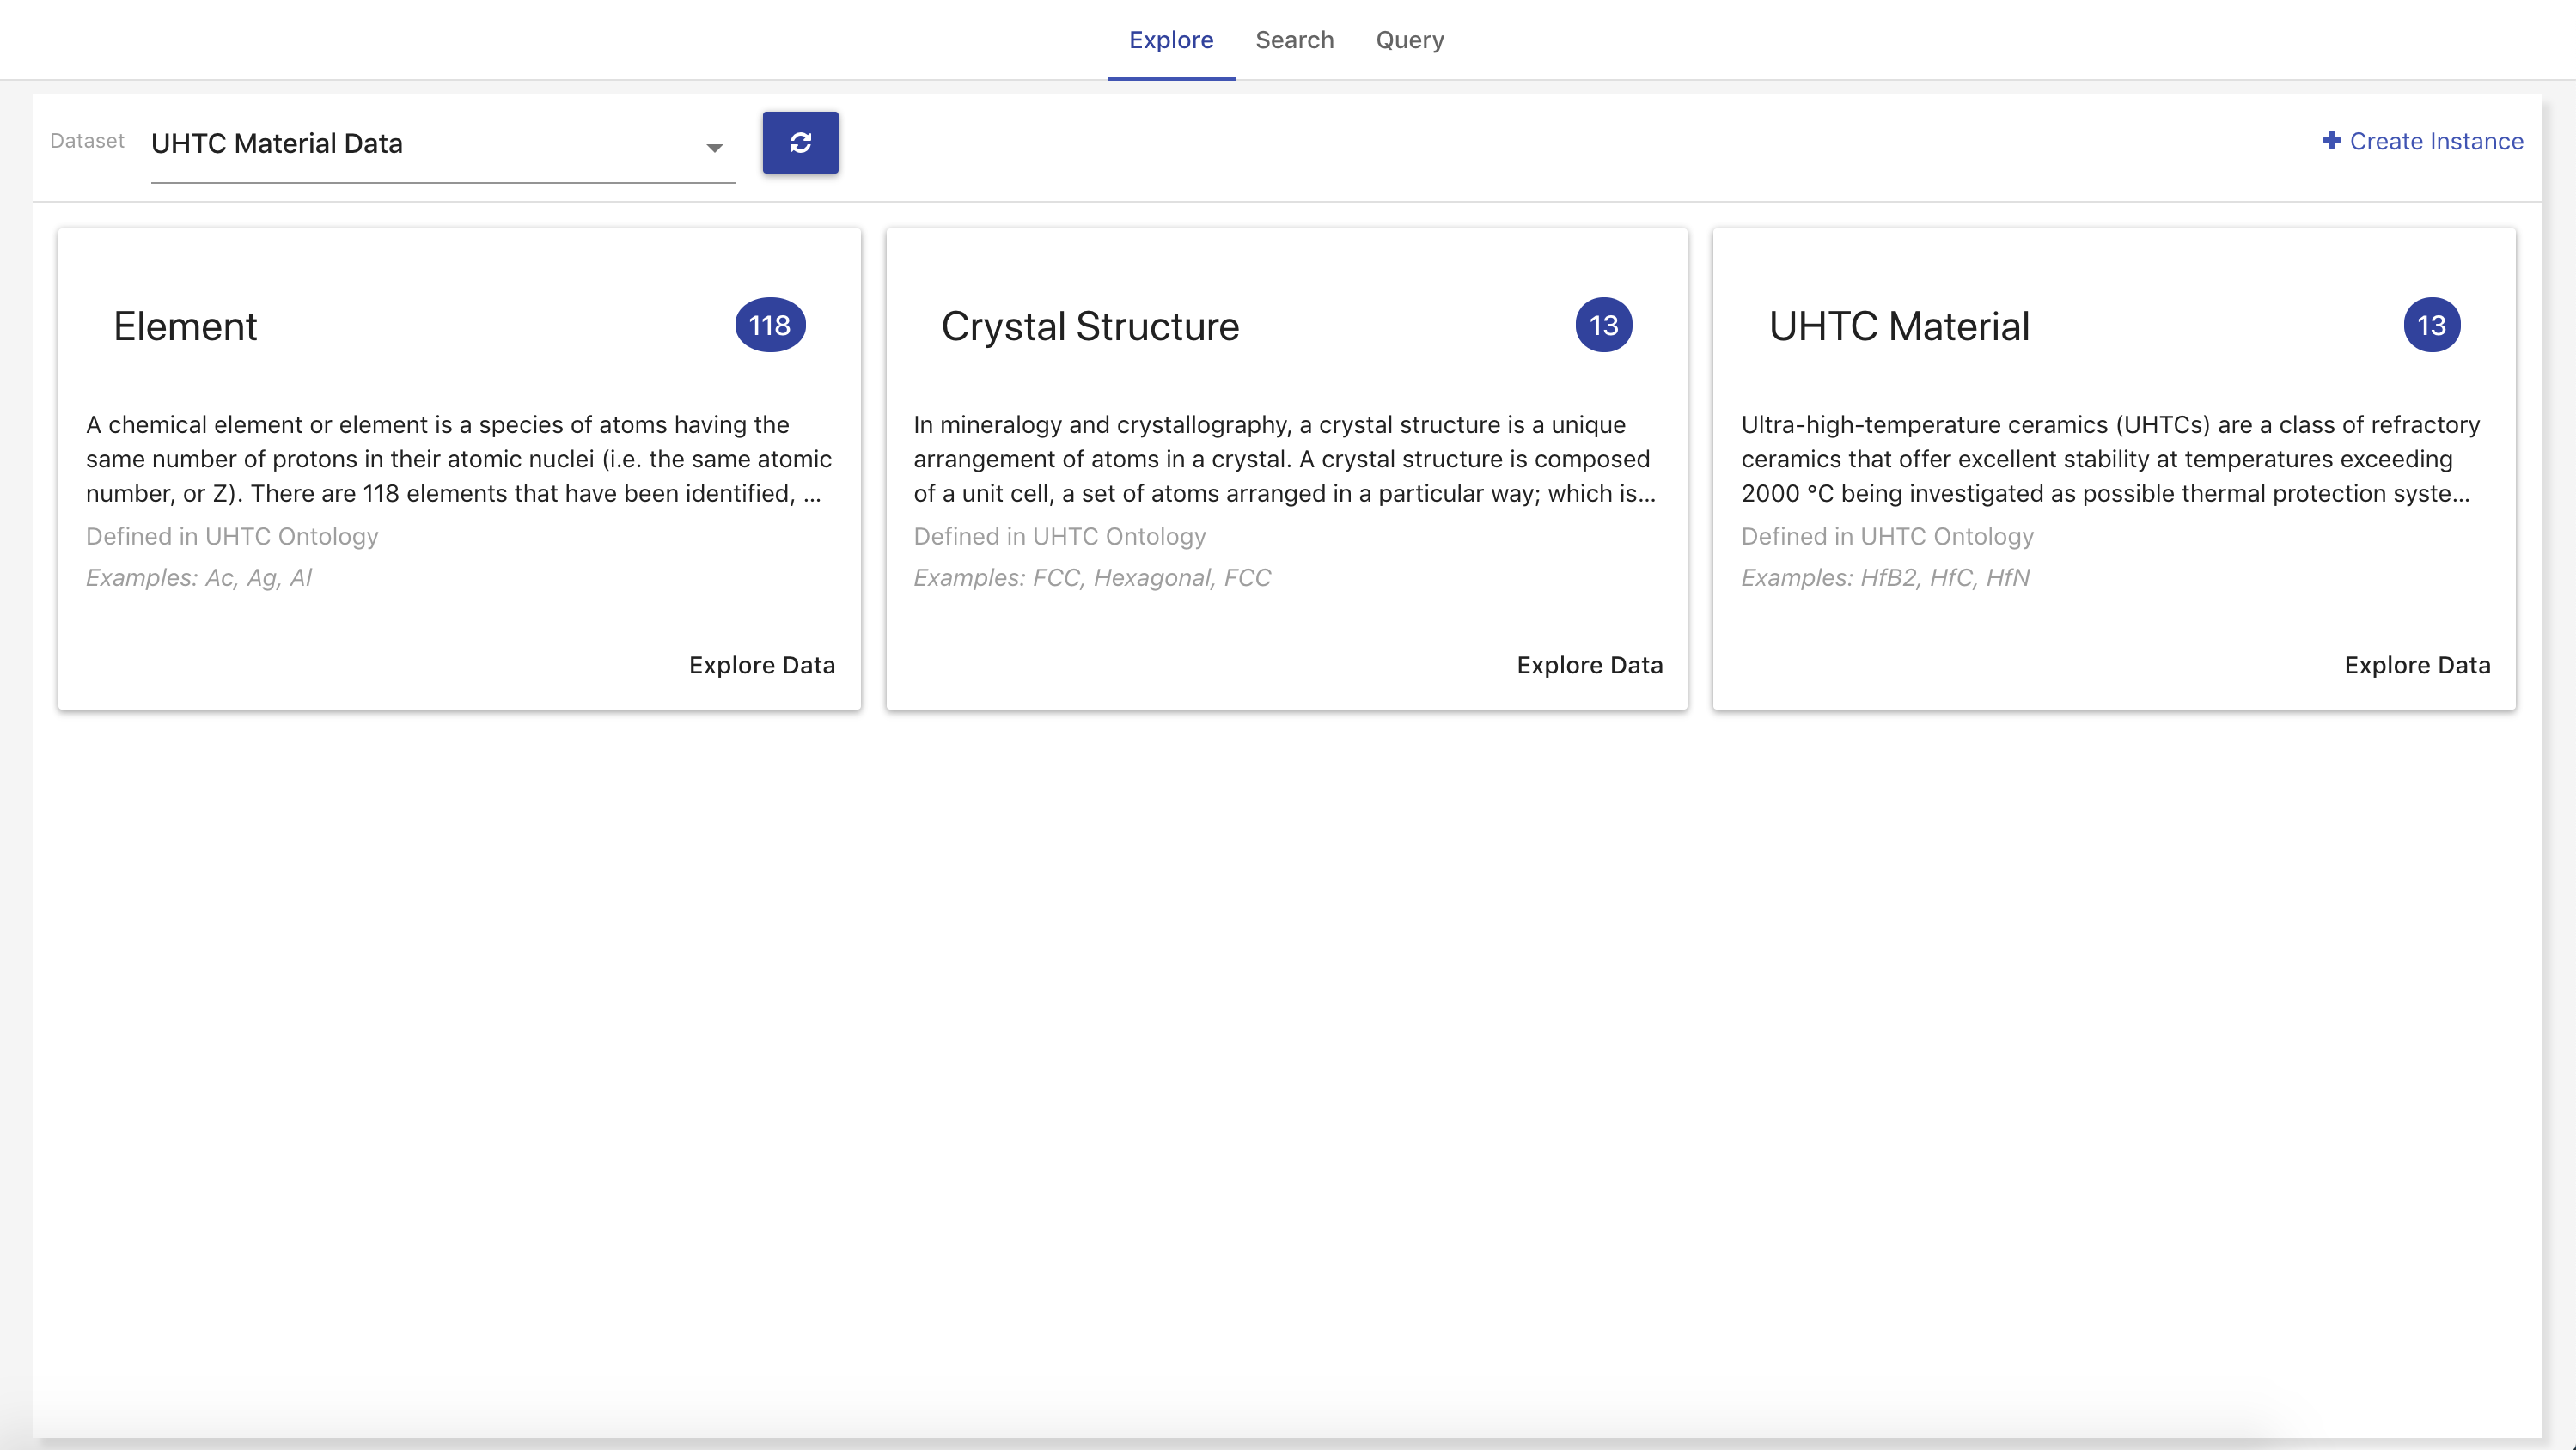 Explore Search Query
Dataset UHTC Material Data
Create Instance
Element 118
A chemical element or element is a species of atoms having the
same number of protons in their atomic nuclei (i.e. the same atomic
number, or Z). There are 118 elements that have been identified, ...
Defined in UHTC Ontology
Examples: Ac, Ag, Al
Explore Data
Crystal Structure 13
In mineralogy and crystallography, a crystal structure is a unique
arrangement of atoms in a crystal. A crystal structure is composed
of a unit cell, a set of atoms arranged in a particular way; which is...
Defined in UHTC Ontology
Examples: FCC, Hexagonal, FCC
Explore Data
UHTC Material 13
Ultra-high-temperature ceramics (UHTCs) are a class of refractory
ceramics that offer excellent stability at temperatures exceeding
2000 °C being investigated as possible thermal protection syste...
Defined in UHTC Ontology
Examples: HfB2, HfC, HfN
Explore Data